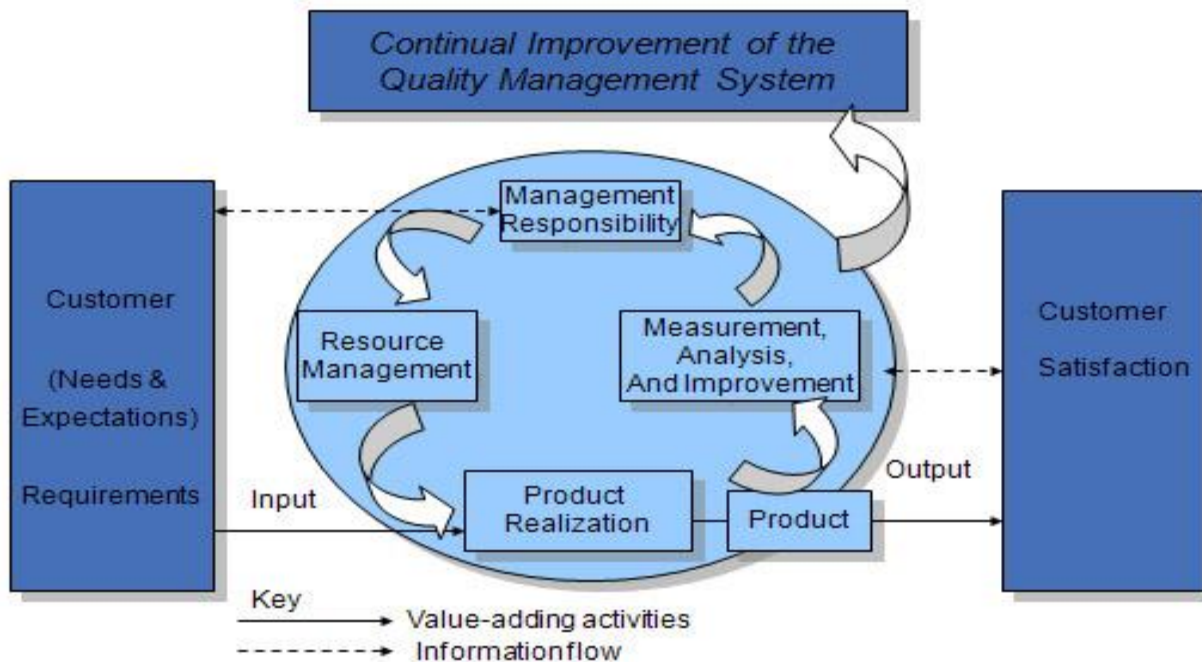 Continual Improvement of the
Quality Management System
Management
Responsibility
Customer
(Needs &
Expectations)
Requirements
Resource
Management
Measurement,
Analysis,
And Improvement
Customer
Satisfaction
Input
Product
Realization
Product
Output
Key
Value-adding activities
Information flow